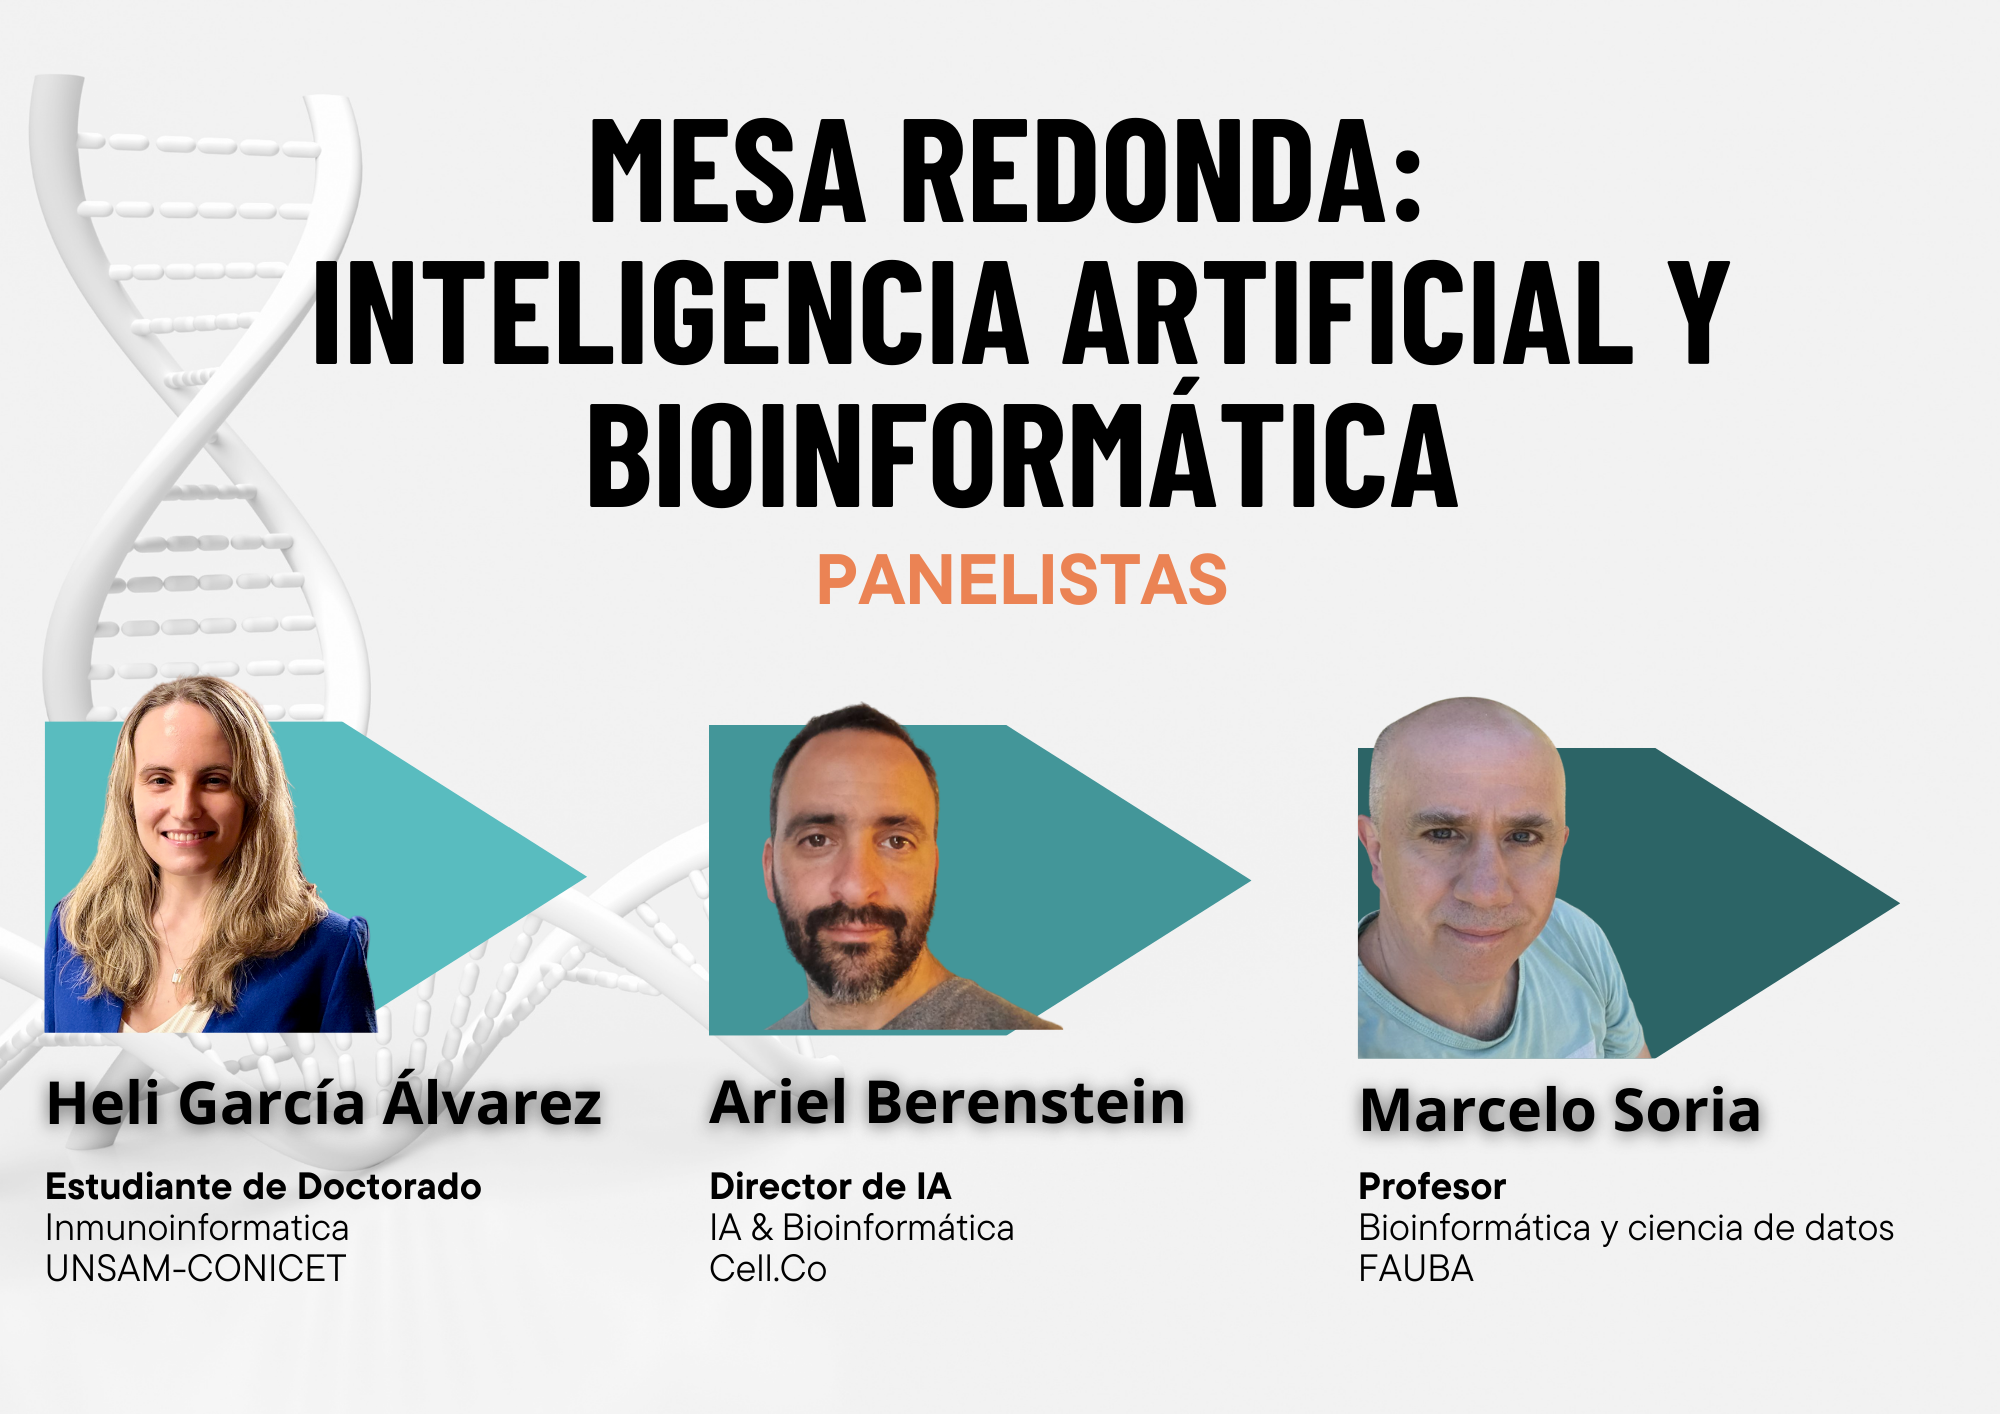 MESA REDONDA:
INTELIGENCIA ARTIFICIAL Y
BIOINFORMÁTICA
PANELISTAS
Heli García Álvarez
Estudiante de Doctorado
Inmunoinformatica
UNSAM-CONICET
Ariel Berenstein
Director de IA
IA & Bioinformática
Cell.Co
Marcelo Soria
Profesor
Bioinformática y ciencia de datos
FAUBA